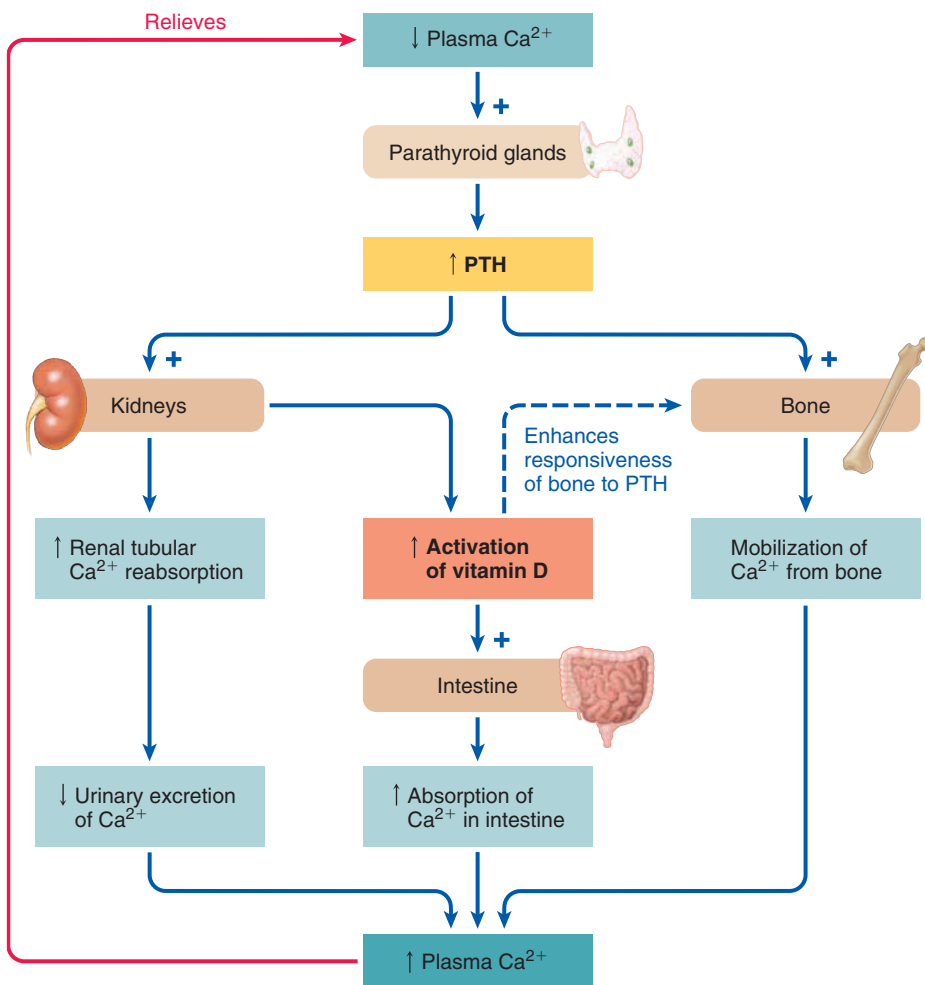 Relieves
↓ Plasma Ca²⁺
+
Parathyroid glands
↑ PTH
+
+
Kidneys
Bone
Enhances
responsiveness
of bone to PTH
↑ Renal tubular
Ca²⁺ reabsorption
↑ Activation
of vitamin D
Mobilization of
Ca²⁺ from bone
+
Intestine
↓ Urinary excretion
of Ca²⁺
↑ Absorption of
Ca²⁺ in intestine
↑ Plasma Ca²⁺